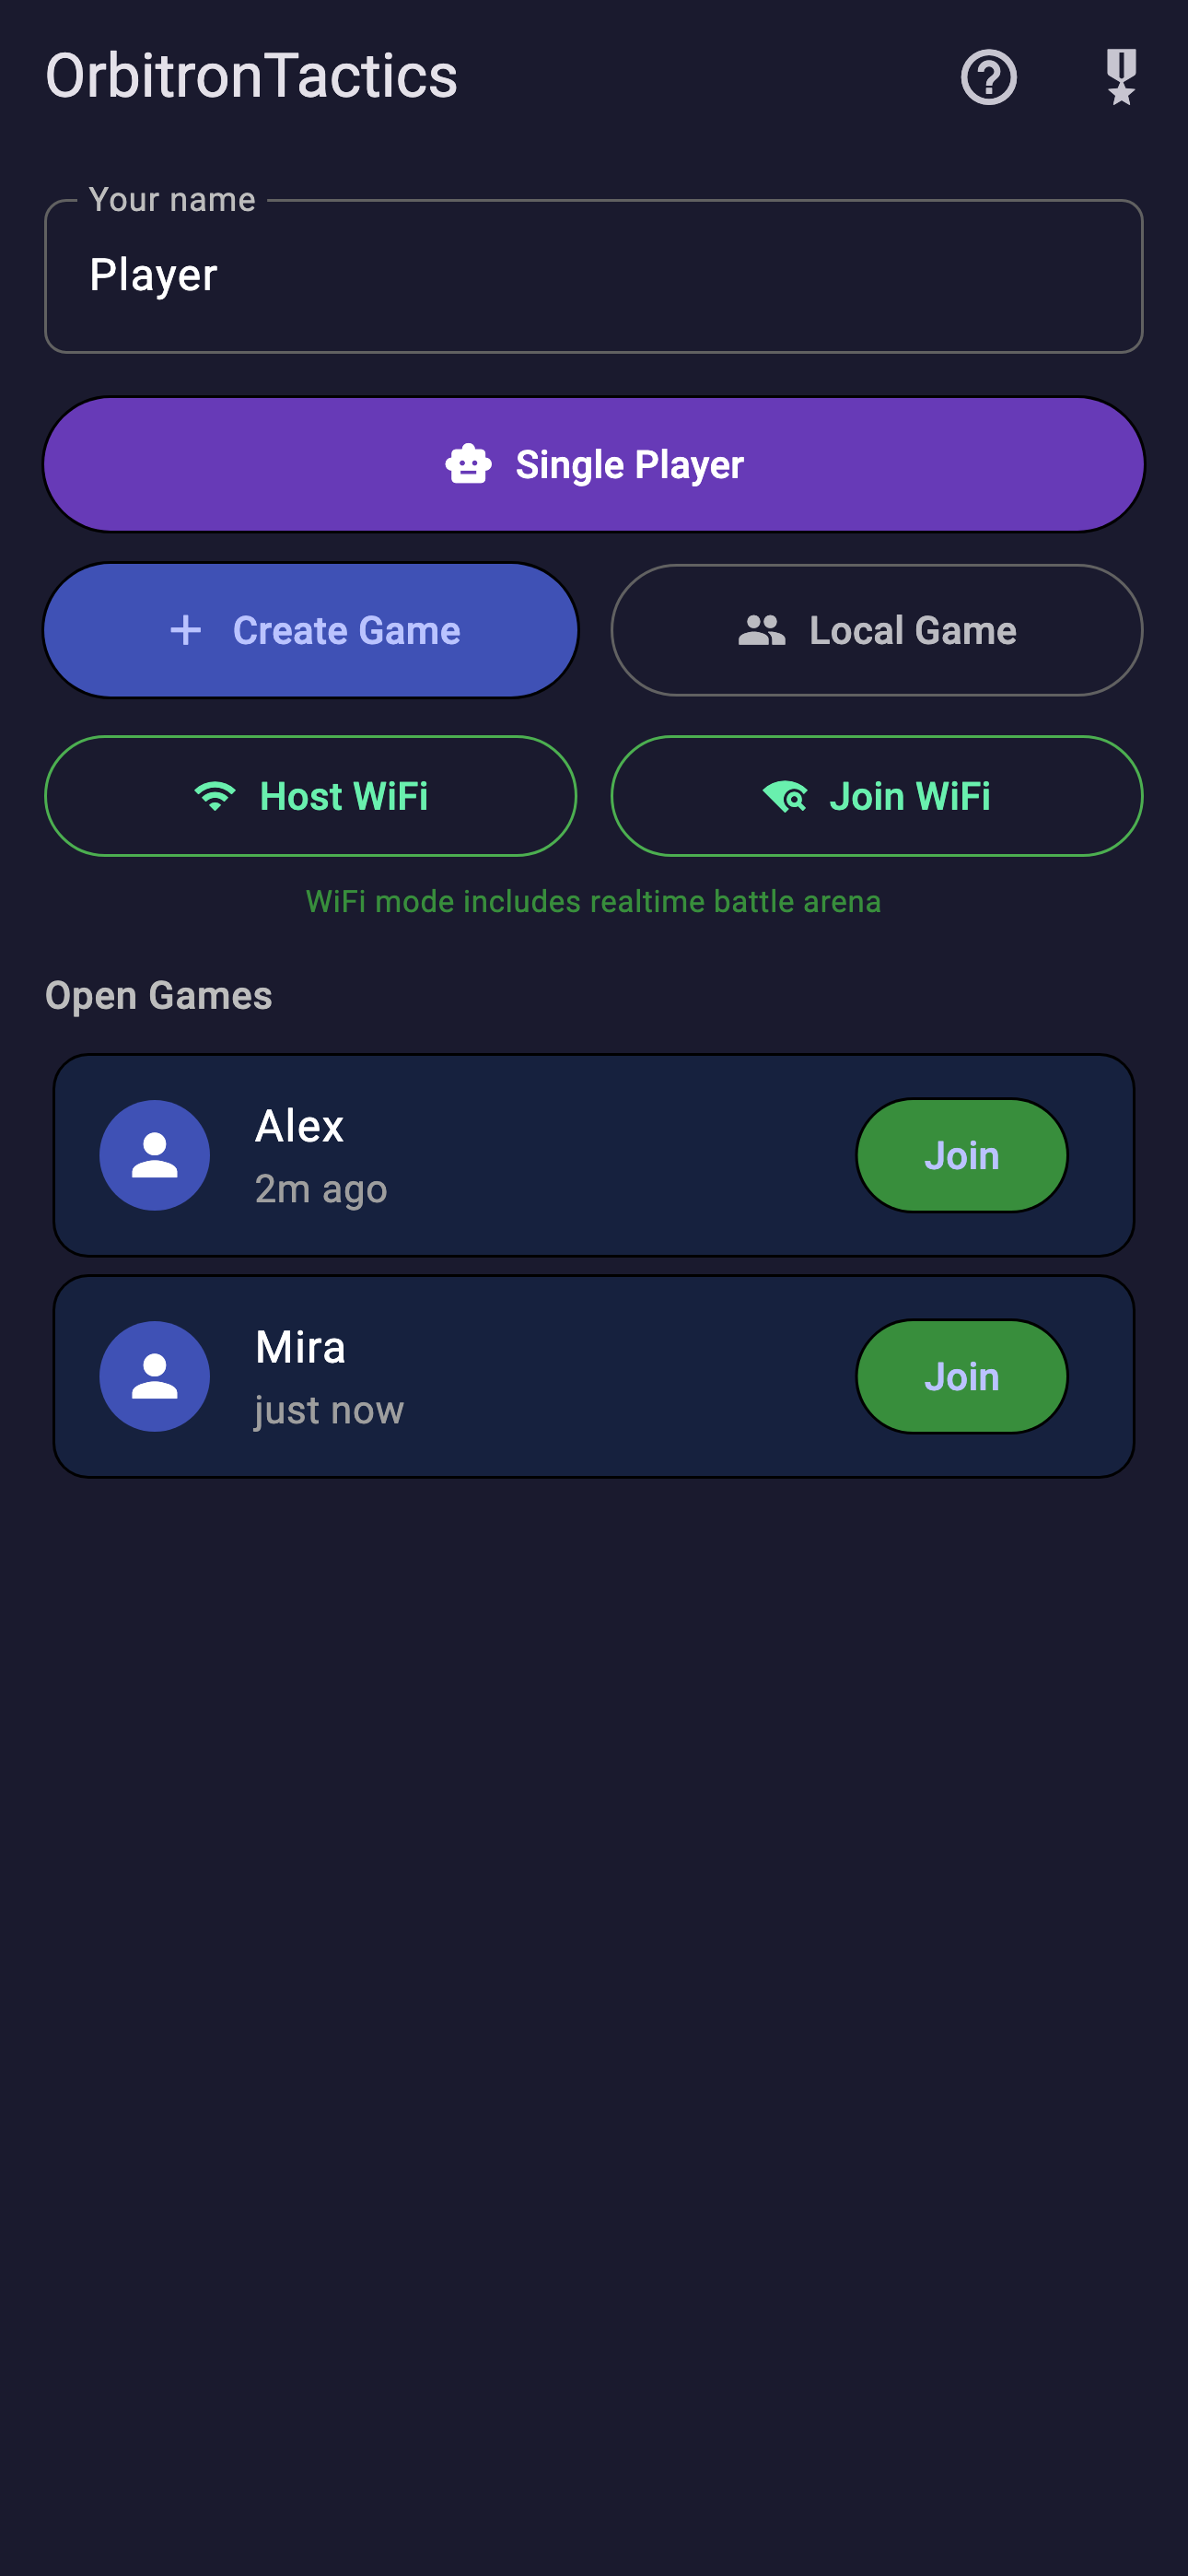 OrbitronTactics
Your name
Player
Single Player
Create Game
Local Game
Host WiFi
Join WiFi
WiFi mode includes realtime battle arena
Open Games
Alex
2m ago
Join
Mira
just now
Join